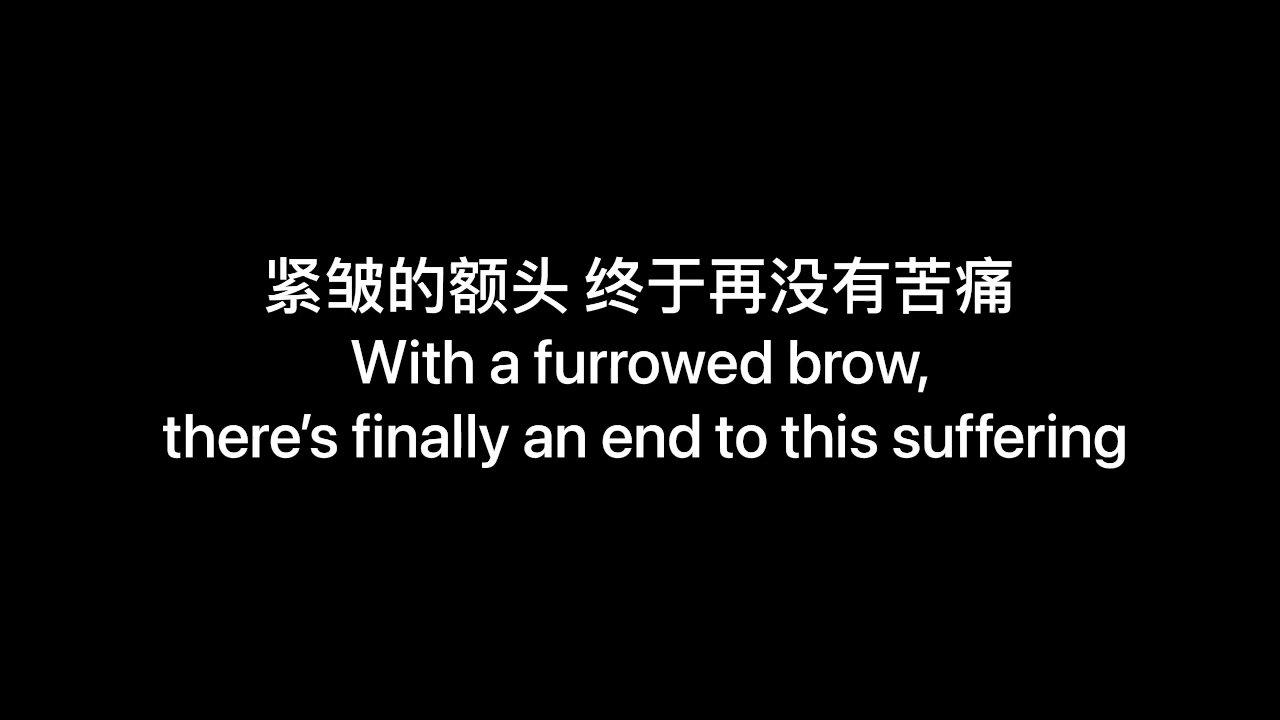 紧皱的额头 终于再没有苦痛
With a furrowed brow,
there’s finally an end to this suffering